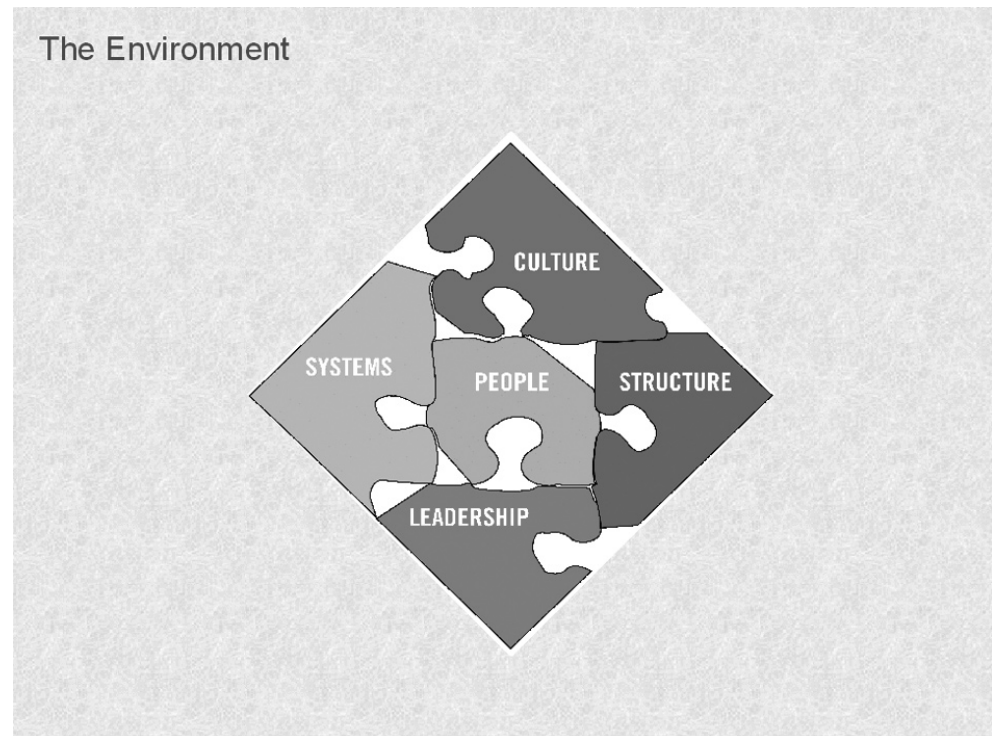 The Environment
CULTURE
SYSTEMS
PEOPLE
STRUCTURE
LEADERSHIP